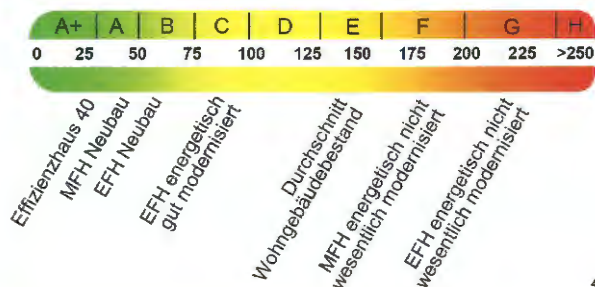 A+ A B C D E F G H
0 25 50 75 100 125 150 175 200 225 >250
Effizienzhaus 40
MFH Neubau
EFH Neubau
EFH energetisch
gut modernisiert
Durchschnitt
Wohngebäudebestand
MFH energetisch nicht
wesentlich modernisiert
EFH energetisch nicht
wesentlich modernisiert